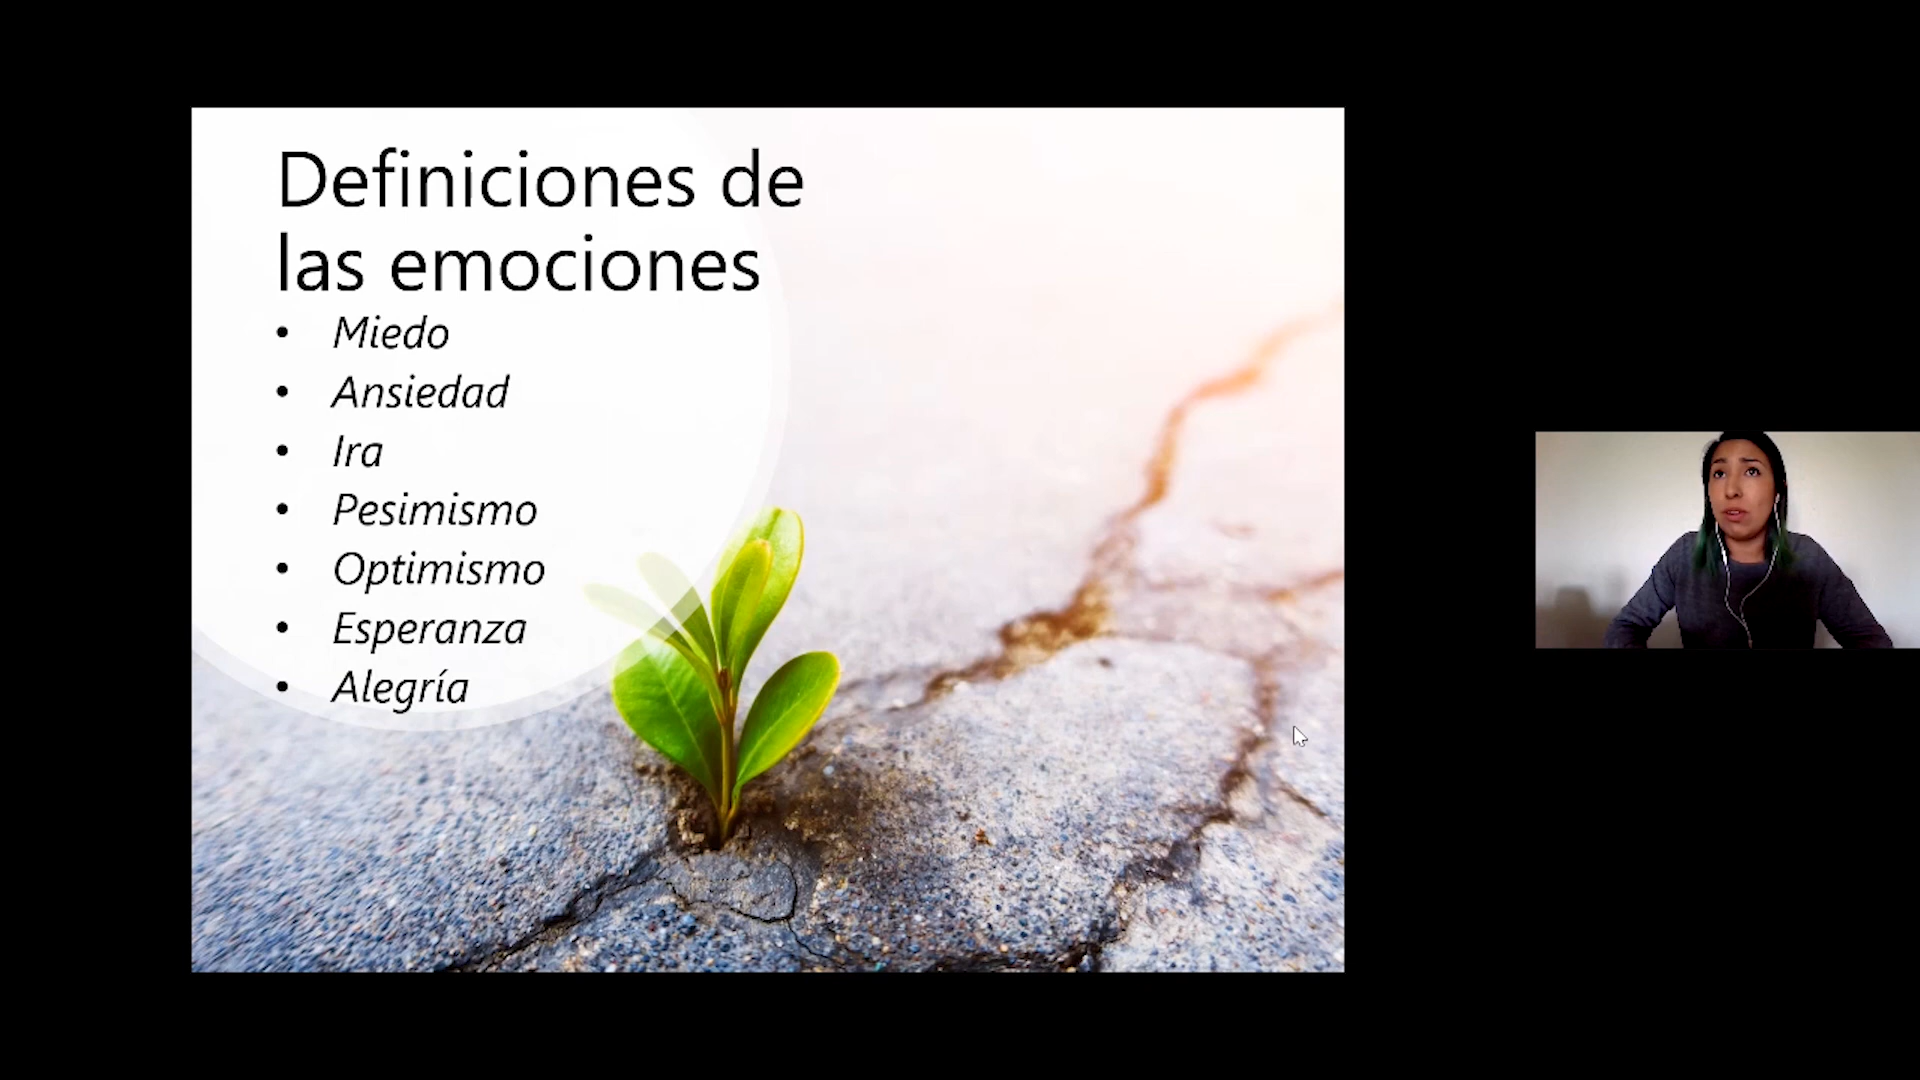 Definiciones de
las emociones
• Miedo
• Ansiedad
• Ira
• Pesimismo
• Optimismo
• Esperanza
• Alegría